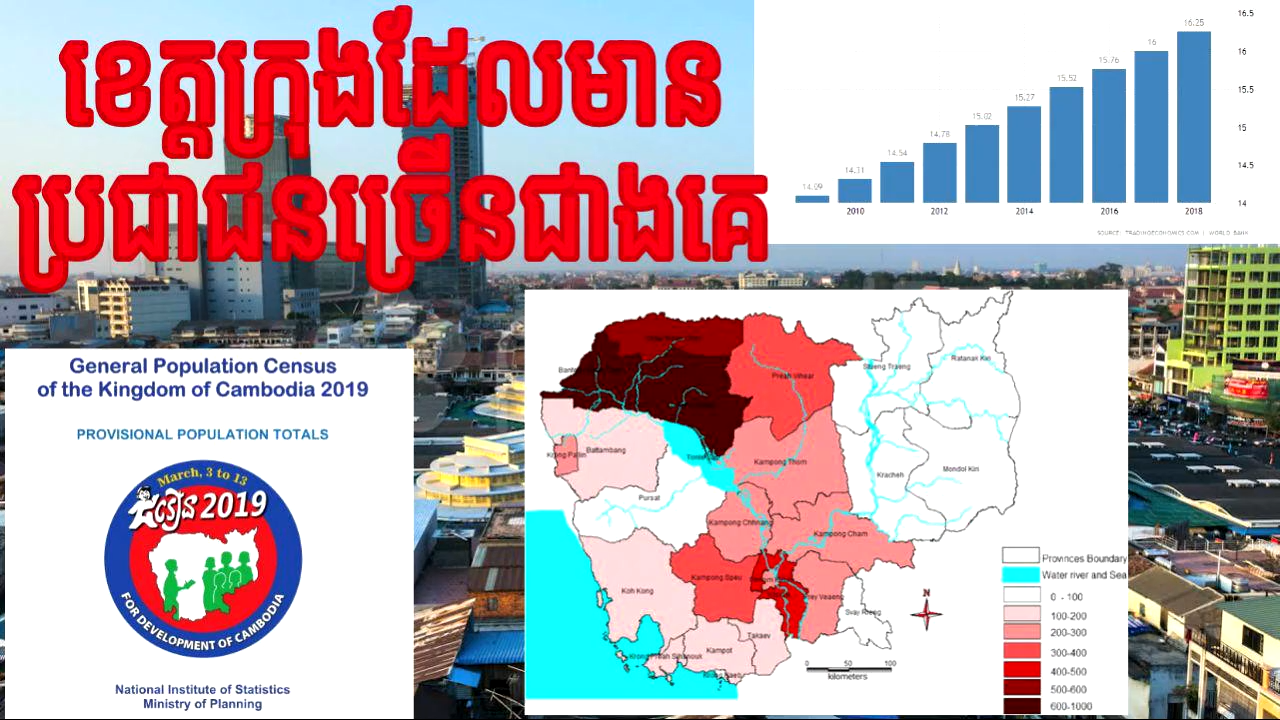 ខេត្តក្រុងដែលមាន
ប្រជាជនច្រើនជាងគេ
16.5
16
15.5
15
14.5
14
14.09
14.31
14.54
14.78
15.02
15.27
15.52
15.76
16
16.25
2010
2012
2014
2016
2018
SOURCE: TRADINGECONOMICS.COM | WORLD BANK
General Population Census
of the Kingdom of Cambodia 2019
PROVISIONAL POPULATION TOTALS
March, 3 to 13
2019
FOR DEVELOPMENT OF CAMBODIA
National Institute of Statistics
Ministry of Planning
Preah Vihear
Stueng Traeng
Ratanak Kiri
Battambang
Kampong Thom
Kracheh
Mondol Kiri
Pursat
Kampong Chhnang
Kampong Cham
Koh Kong
Kampong Speu
Svay Rieng
Takaev
Kampot
0 50 100
kilometers
N
Provinces Boundary
Water river and Sea
0 - 100
100-200
200-300
300-400
400-500
500-600
600-1000